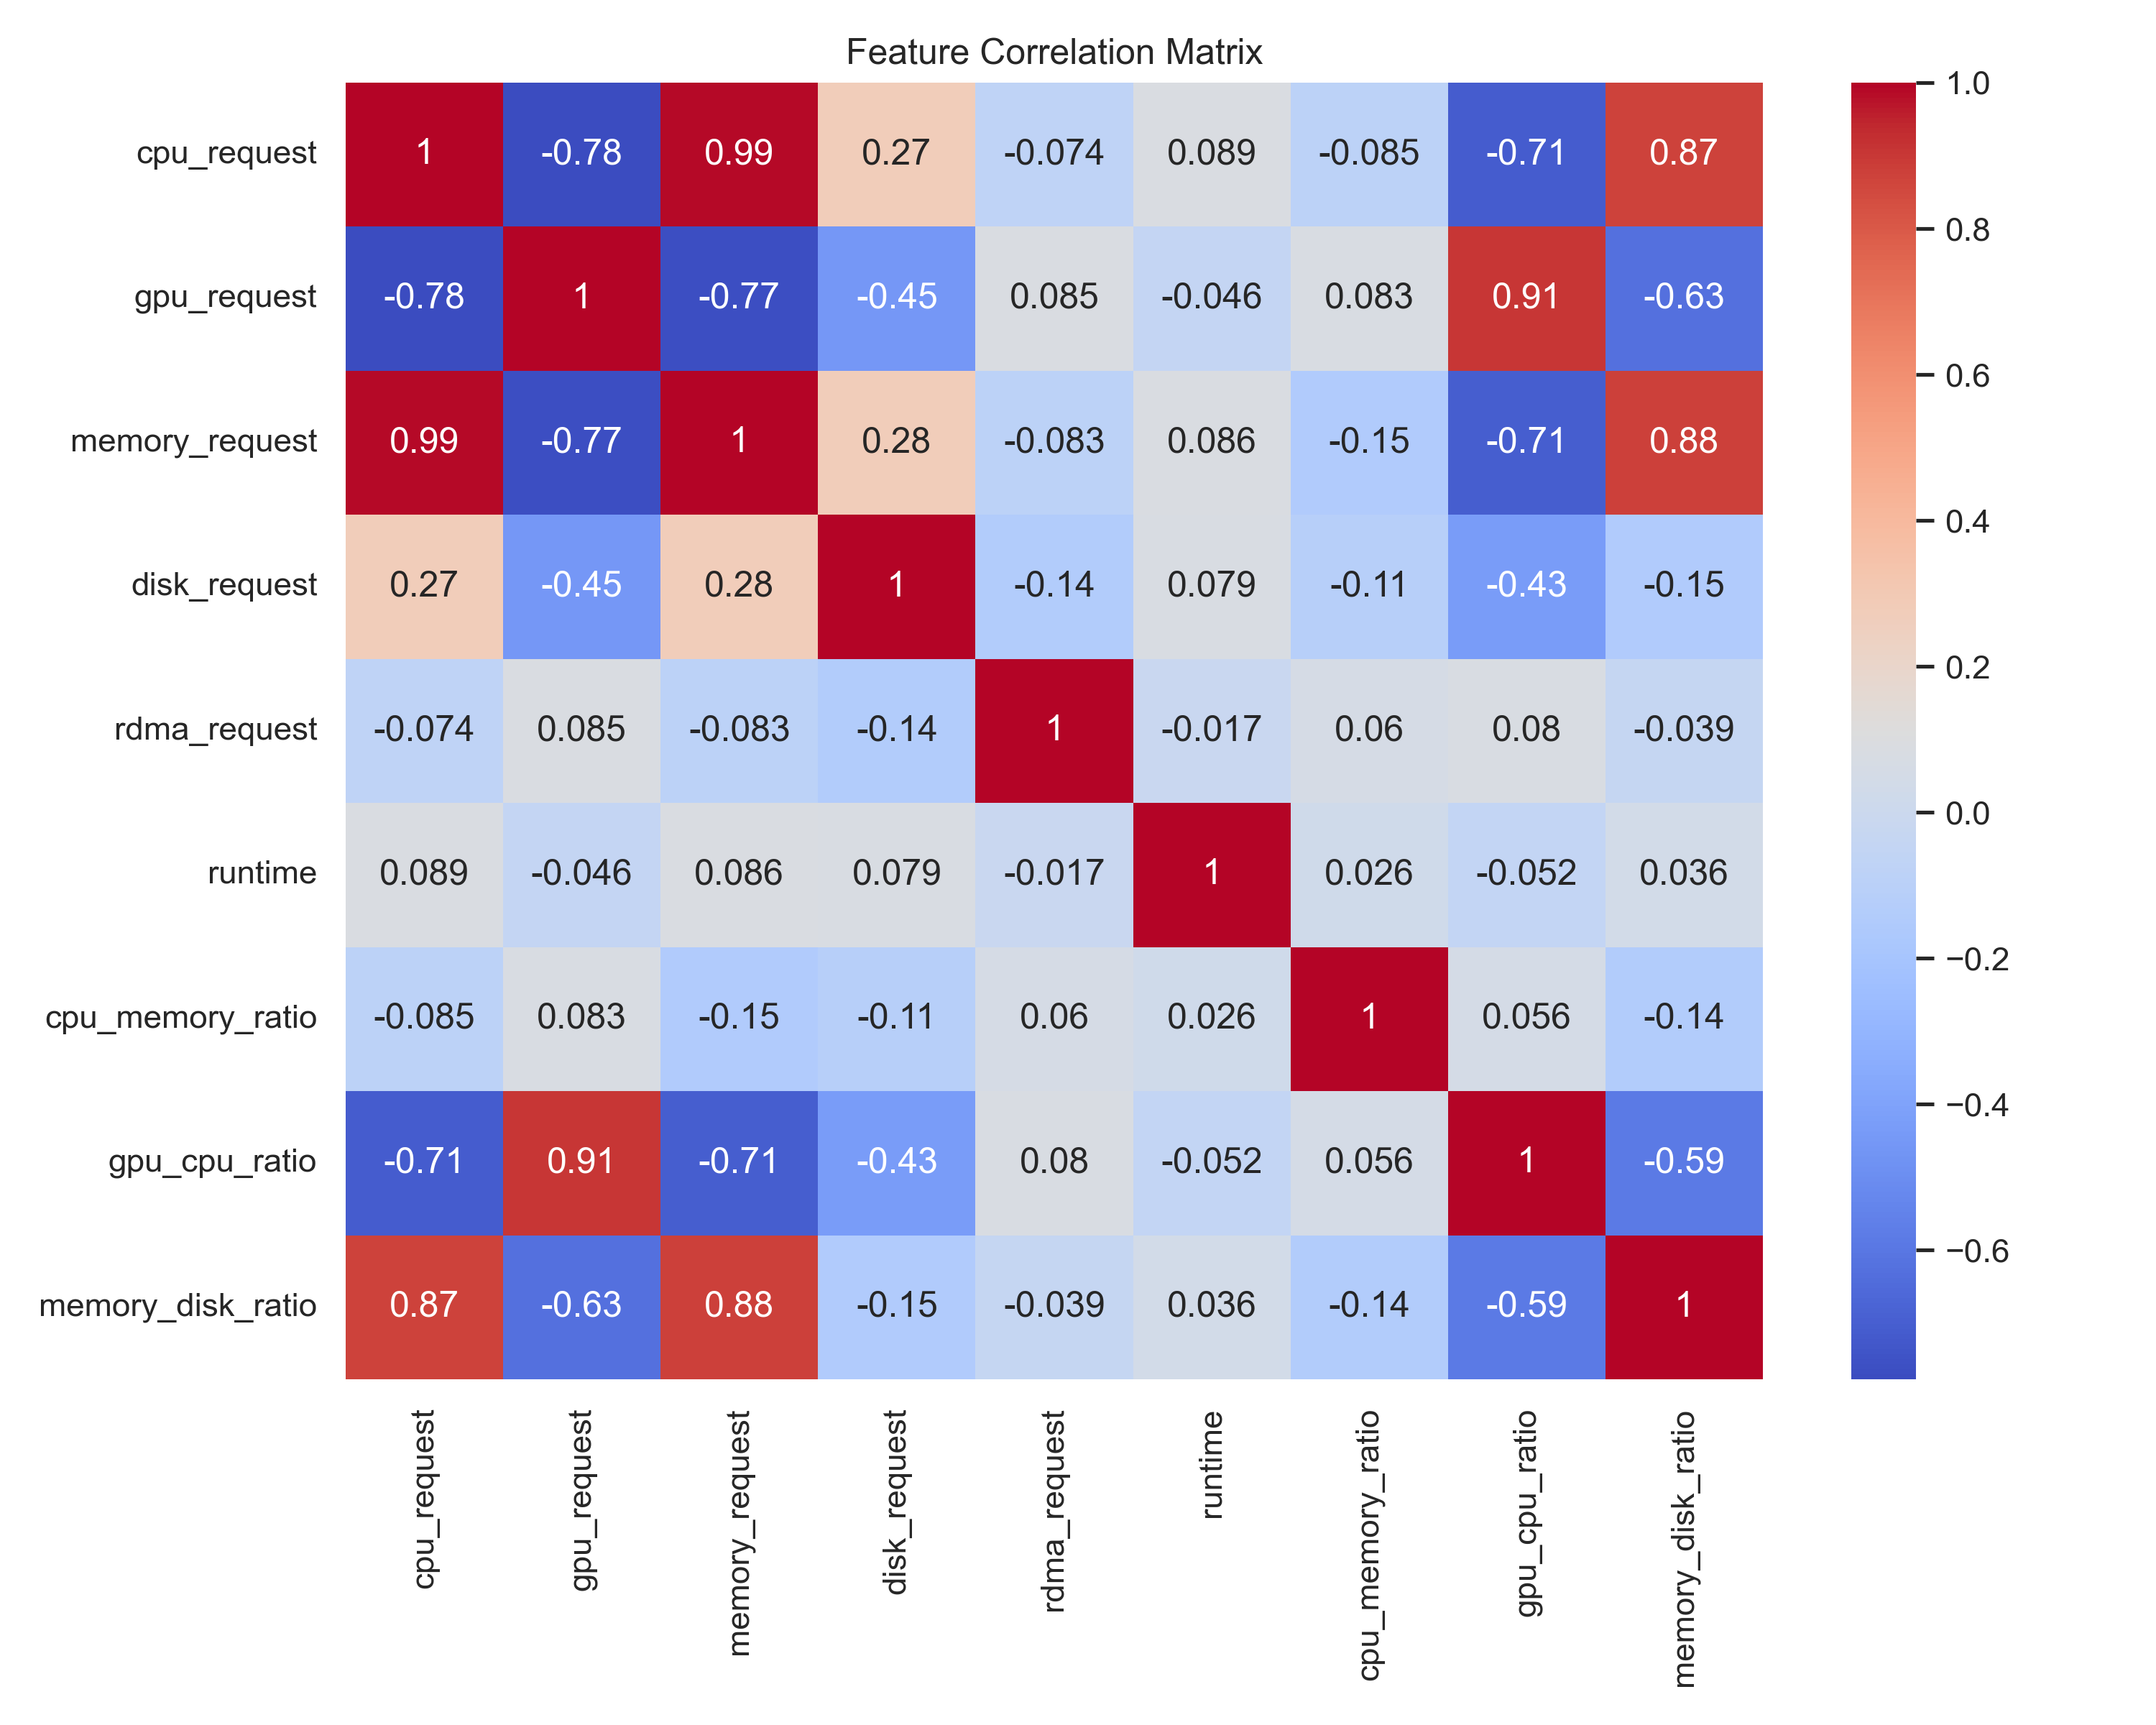 Feature Correlation Matrix
cpu_request 1 -0.78 0.99 0.27 -0.074 0.089 -0.085 -0.71 0.87
gpu_request -0.78 1 -0.77 -0.45 0.085 -0.046 0.083 0.91 -0.63
memory_request 0.99 -0.77 1 0.28 -0.083 0.086 -0.15 -0.71 0.88
disk_request 0.27 -0.45 0.28 1 -0.14 0.079 -0.11 -0.43 -0.15
rdma_request -0.074 0.085 -0.083 -0.14 1 -0.017 0.06 0.08 -0.039
runtime 0.089 -0.046 0.086 0.079 -0.017 1 0.026 -0.052 0.036
cpu_memory_ratio -0.085 0.083 -0.15 -0.11 0.06 0.026 1 0.056 -0.14
gpu_cpu_ratio -0.71 0.91 -0.71 -0.43 0.08 -0.052 0.056 1 -0.59
memory_disk_ratio 0.87 -0.63 0.88 -0.15 -0.039 0.036 -0.14 -0.59 1
cpu_request
gpu_request
memory_request
disk_request
rdma_request
runtime
cpu_memory_ratio
gpu_cpu_ratio
memory_disk_ratio
1.0
0.8
0.6
0.4
0.2
0.0
−0.2
−0.4
−0.6